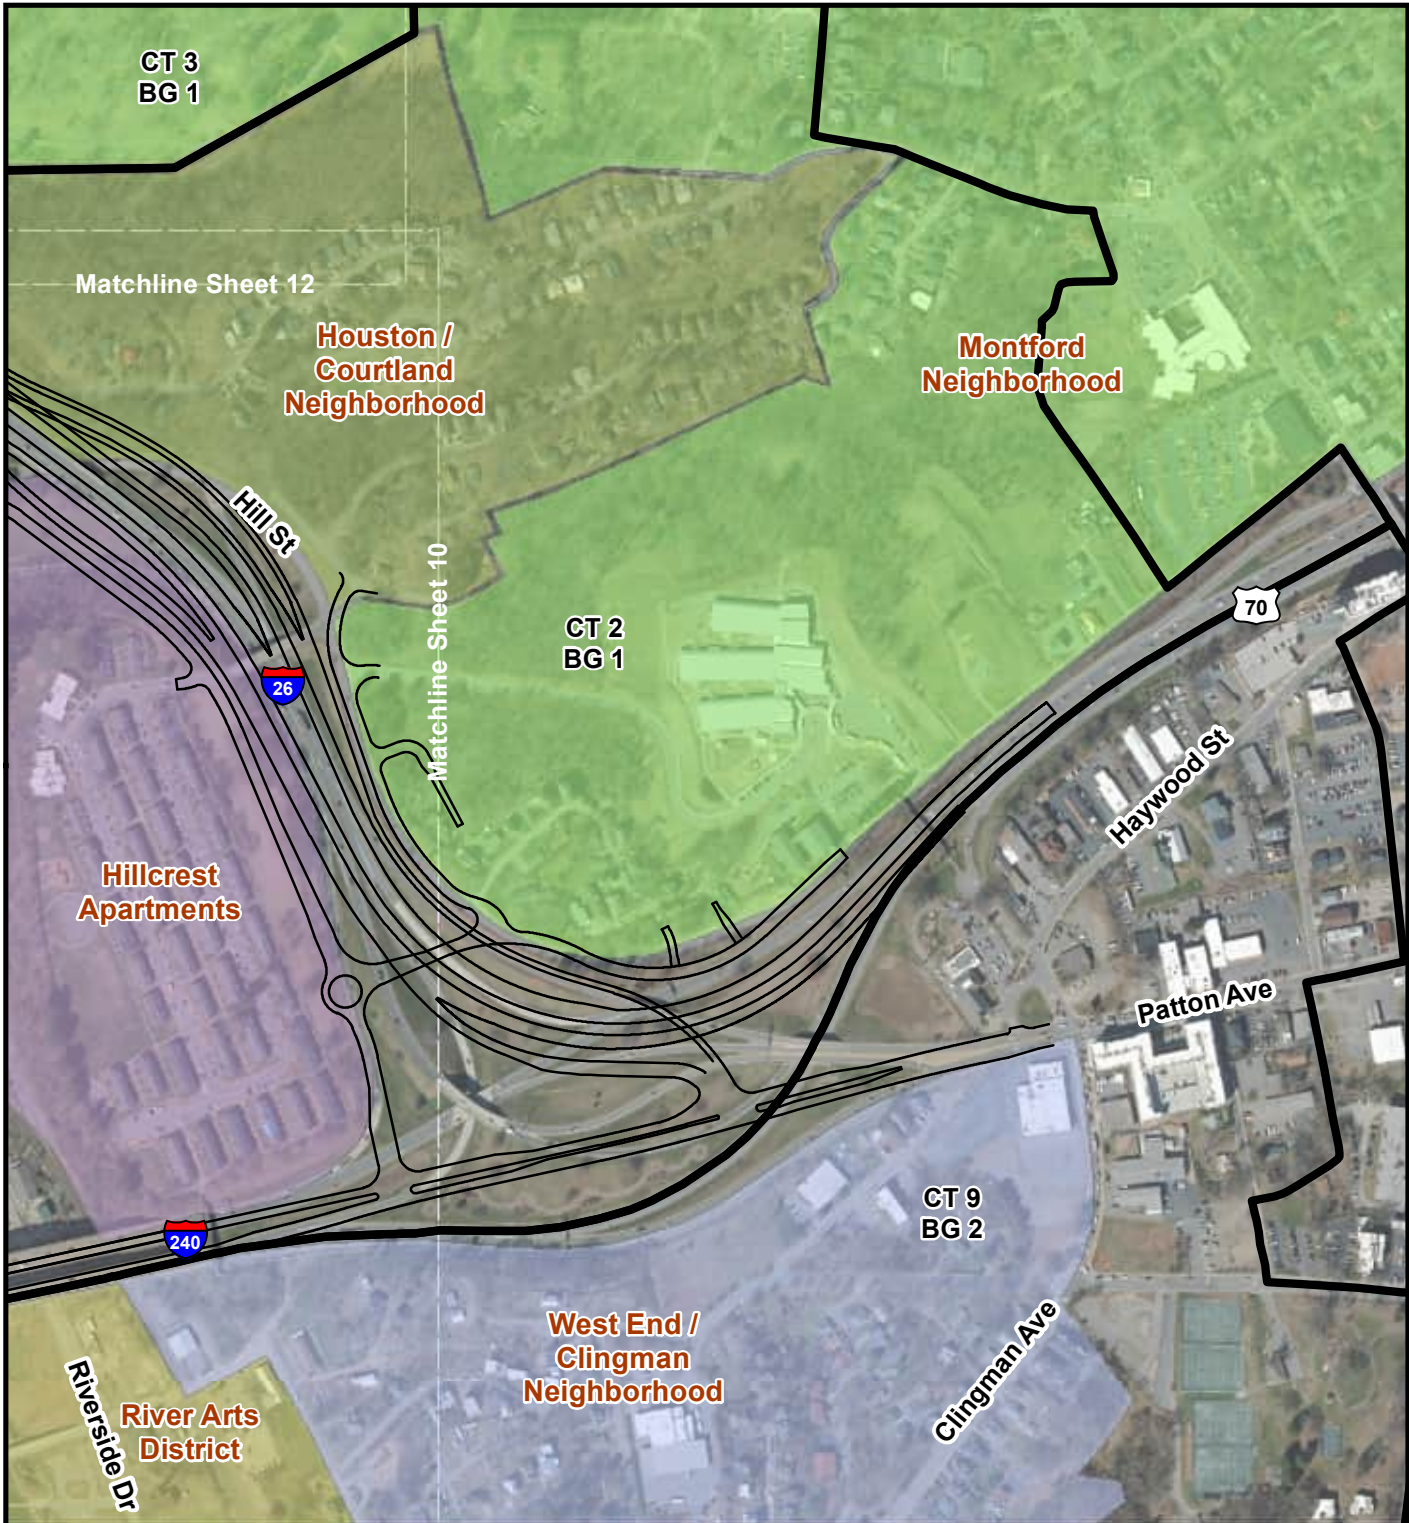 CT 3
BG 1
Matchline Sheet 12
Houston /
Courtland
Neighborhood
Montford
Neighborhood
Hill St
Matchline Sheet 10
70
CT 2
BG 1
26
Haywood St
Hillcrest
Apartments
Patton Ave
CT 9
BG 2
240
West End /
Clingman
Neighborhood
Clingman Ave
Riverside Dr
River Arts
District